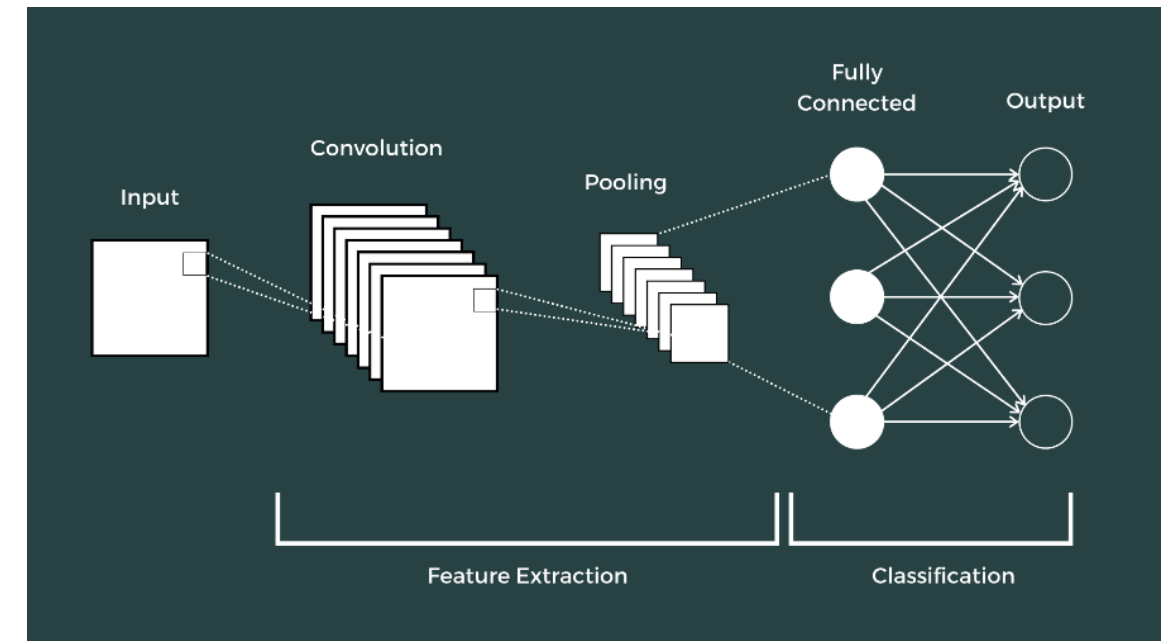 Input
Convolution
Pooling
Fully
Connected
Output
Feature Extraction
Classification